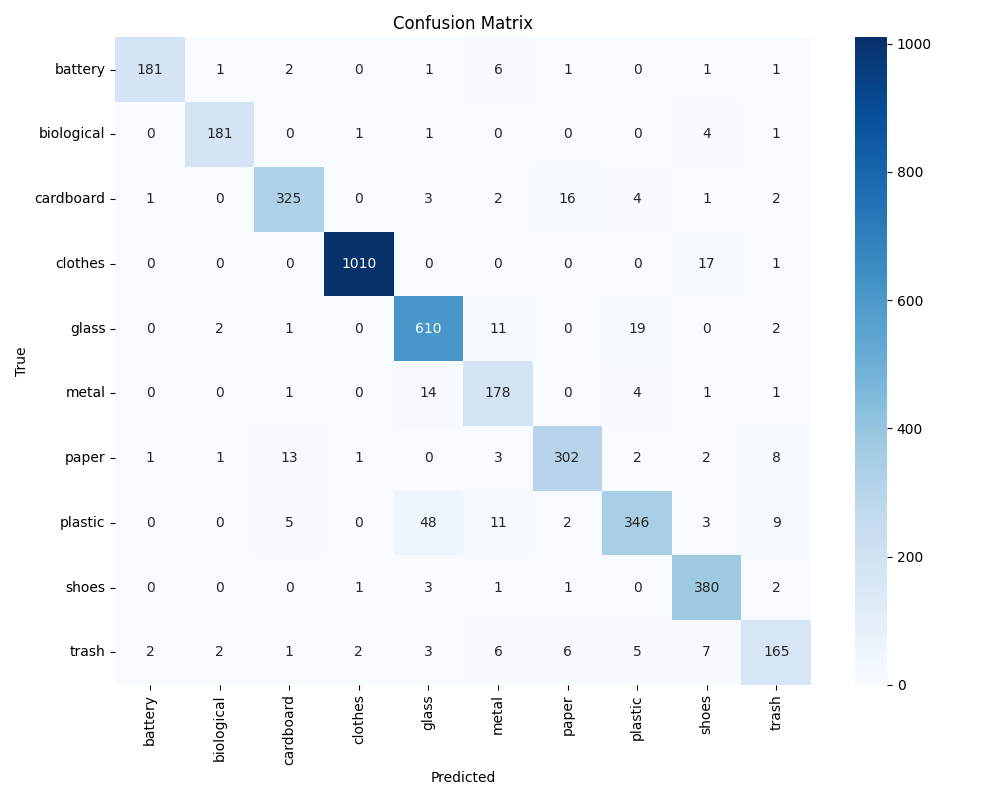 Confusion Matrix
battery 181 1 2 0 1 6 1 0 1 1
biological 0 181 0 1 1 0 0 0 4 1
cardboard 1 0 325 0 3 2 16 4 1 2
clothes 0 0 0 1010 0 0 0 0 17 1
glass 0 2 1 0 610 11 0 19 0 2
metal 0 0 1 0 14 178 0 4 1 1
paper 1 1 13 1 0 3 302 2 2 8
plastic 0 0 5 0 48 11 2 346 3 9
shoes 0 0 0 1 3 1 1 0 380 2
trash 2 2 1 2 3 6 6 5 7 165
True
battery biological cardboard clothes glass metal paper plastic shoes trash
Predicted
1000
800
600
400
200
0